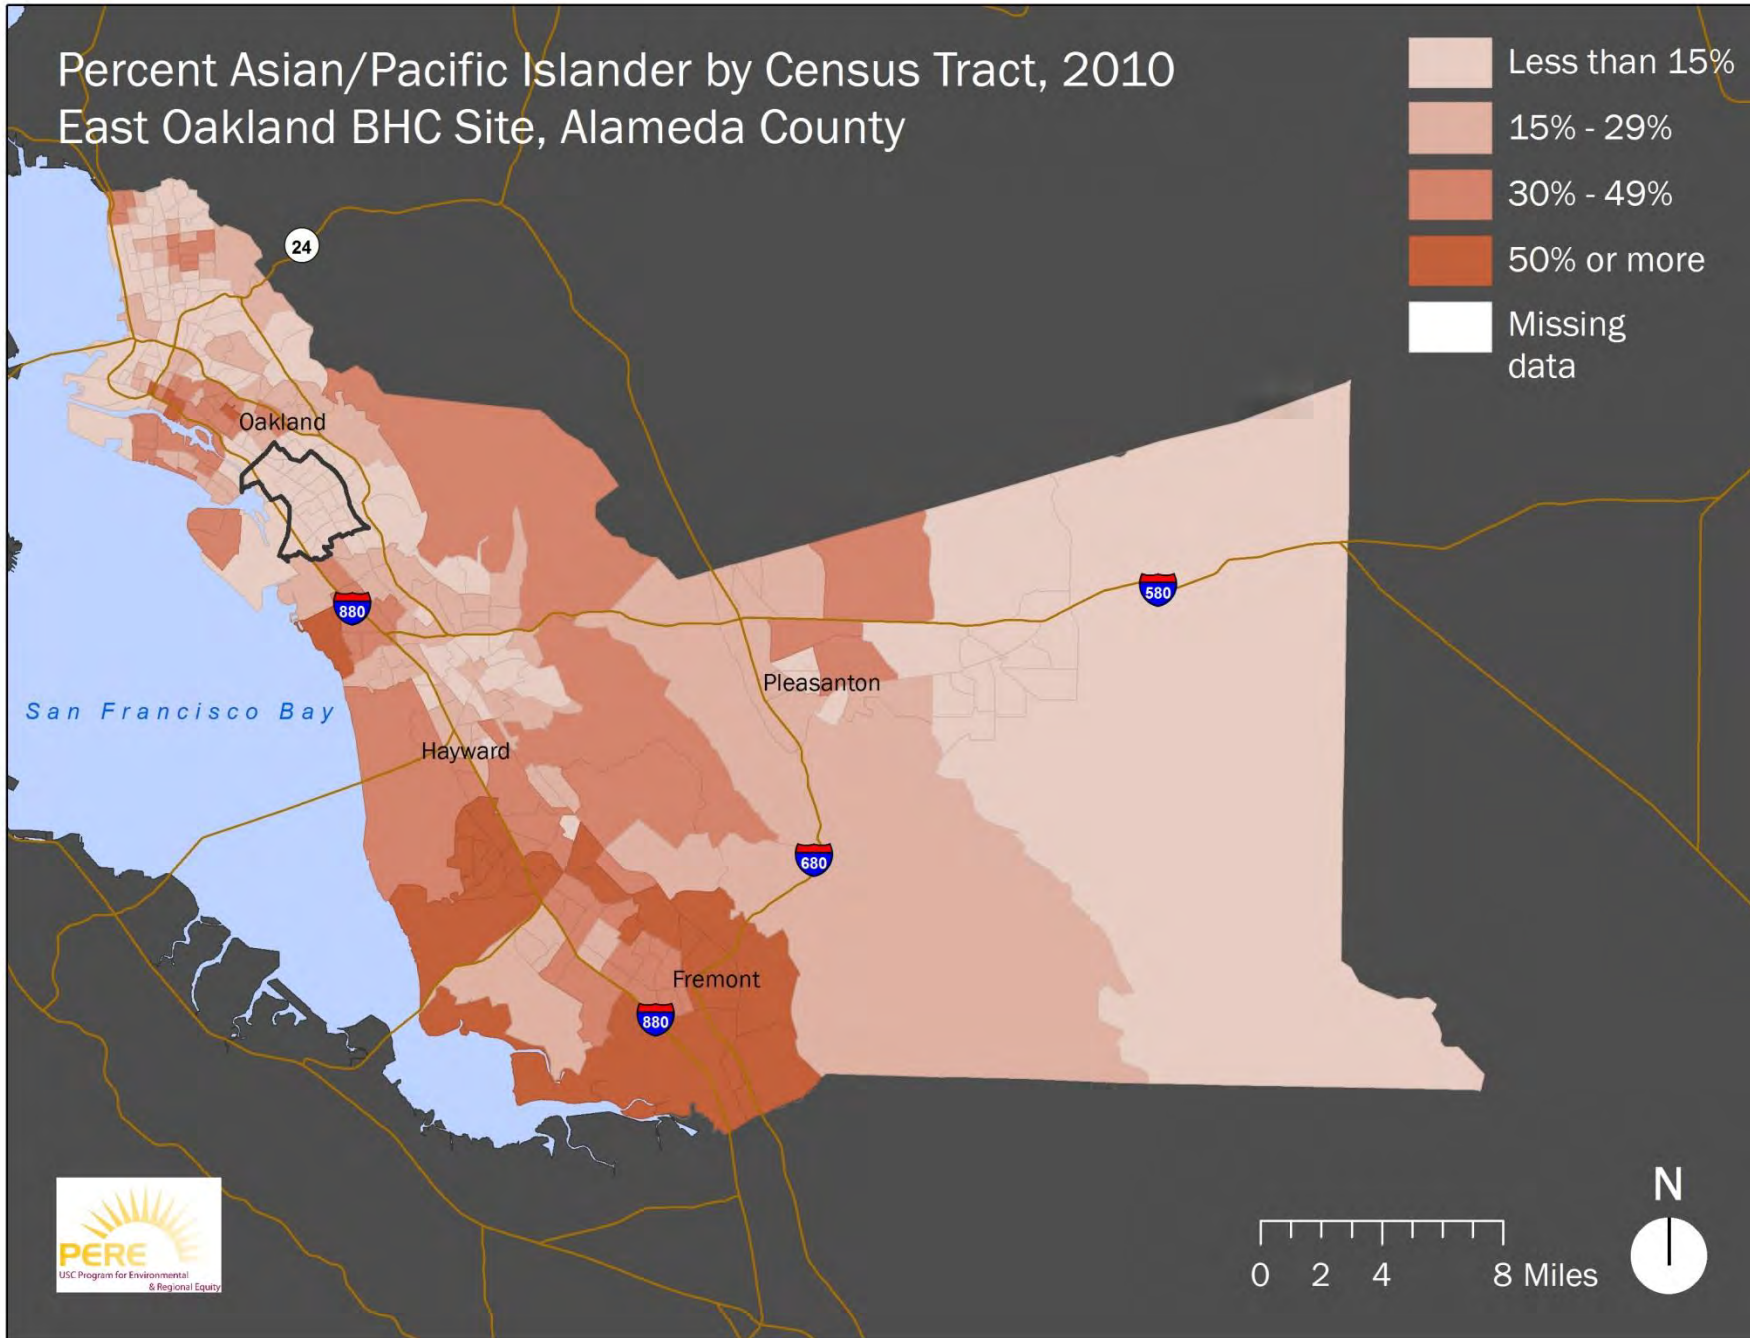 Percent Asian/Pacific Islander by Census Tract, 2010
East Oakland BHC Site, Alameda County
Less than 15%
15% - 29%
30% - 49%
50% or more
Missing
data
24
Oakland
880
580
Pleasanton
San Francisco Bay
Hayward
680
Fremont
880
PERE
USC Program for Environmental
& Regional Equity
N
0 2 4 8 Miles